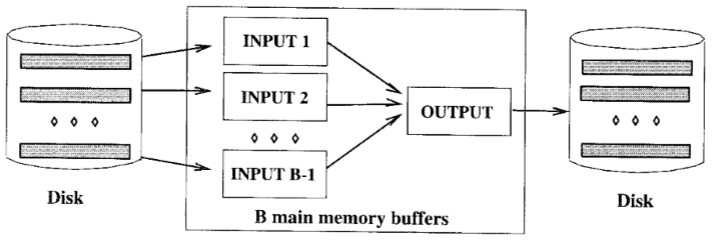 INPUT 1
INPUT 2
OUTPUT
INPUT B-1
Disk
B main memory buffers
Disk